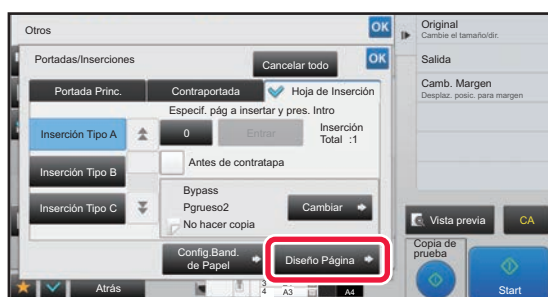 Otros
OK
Original
Cambie el tamaño/dir.
Portadas/Inserciones
Cancelar todo
OK
Salida
Portada Princ.
Contraportada
Hoja de Inserción
Camb. Margen
Desplaz. posic. para margen
Especif. pág a insertar y pres. Intro
Inserción Tipo A
0
Entrar
Inserción
Total :1
Antes de contratapa
Inserción Tipo B
Bypass
Inserción Tipo C
Pgrueso2
Cambiar
No hacer copia
Vista previa
CA
Config.Band.
de Papel
Diseño Página
Copia de
prueba
Atrás
3
4
A3
A4
Start